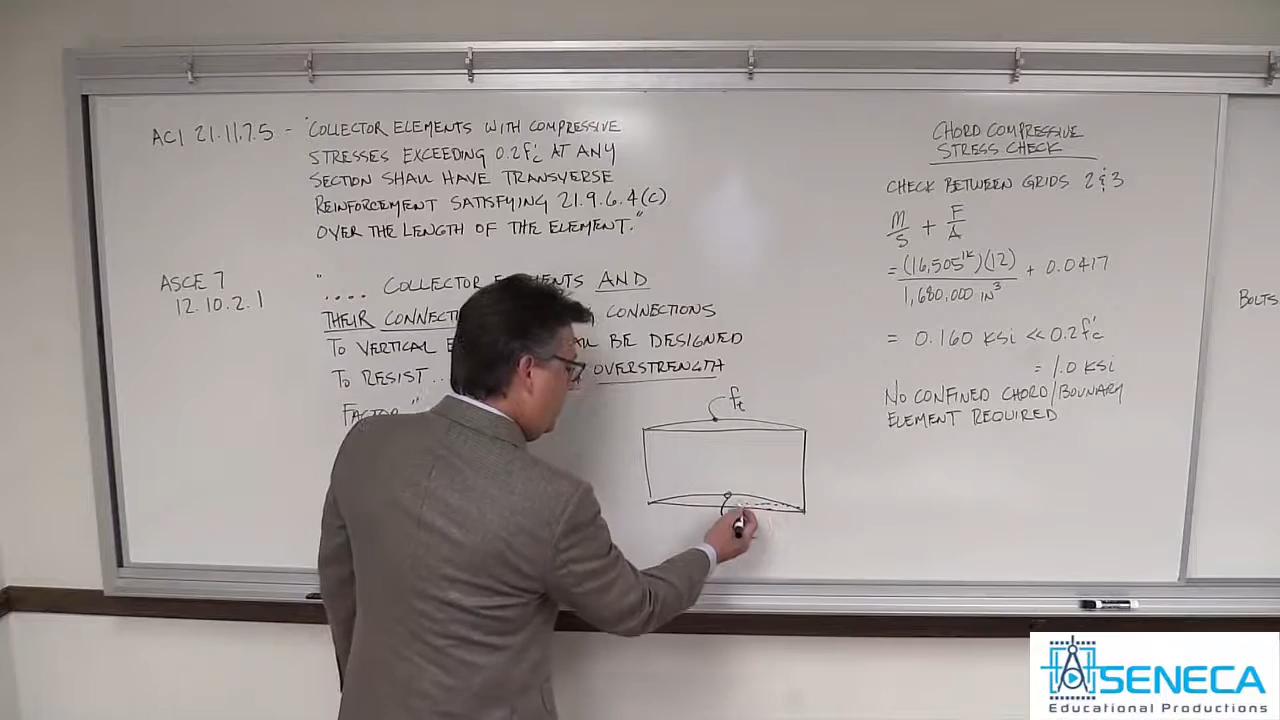 ACI 21.11.7.5 - "COLLECTOR ELEMENTS WITH COMPRESSIVE
STRESSES EXCEEDING 0.2f'c AT ANY
SECTION SHALL HAVE TRANSVERSE
REINFORCEMENT SATISFYING 21.9.6.4(c)
OVER THE LENGTH OF THE ELEMENT."
ASCE 7
12.10.2.1
".... COLLECTOR ELEMENTS AND
THEIR CONNECTIONS
TO VERTICAL BE DESIGNED
TO RESIST... OVERSTRENGTH
FACTOR"
ft
CHORD COMPRESSIVE
STRESS CHECK
CHECK BETWEEN GRIDS 2 & 3
M/S + F/A
= (16,505'k)(12) / 1,680,000 IN³ + 0.0417
= 0.160 KSi << 0.2f'c
= 1.0 KSi
NO CONFINED CHORD/BOUNARY
ELEMENT REQUIRED
BOLTS
SENECA
Educational Productions